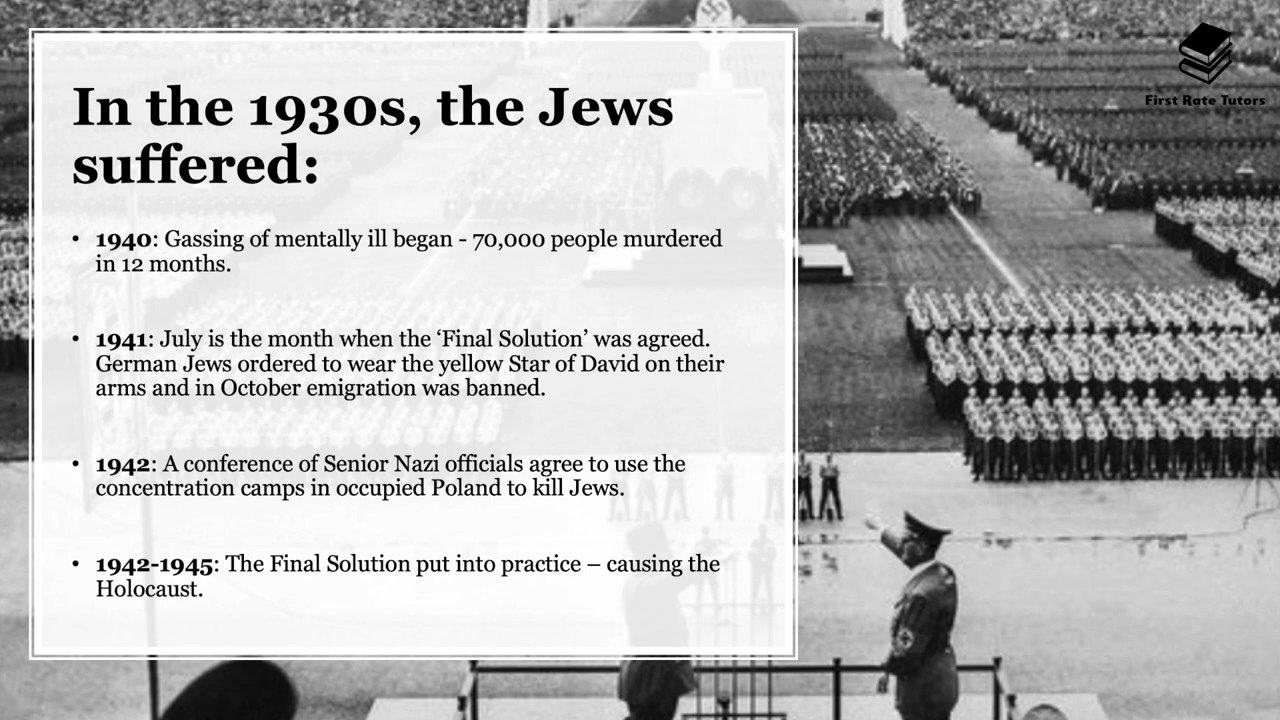 In the 1930s, the Jews
suffered:
• 1940: Gassing of mentally ill began - 70,000 people murdered
in 12 months.
• 1941: July is the month when the ‘Final Solution’ was agreed.
German Jews ordered to wear the yellow Star of David on their
arms and in October emigration was banned.
• 1942: A conference of Senior Nazi officials agree to use the
concentration camps in occupied Poland to kill Jews.
• 1942-1945: The Final Solution put into practice – causing the
Holocaust.
First Rate Tutors